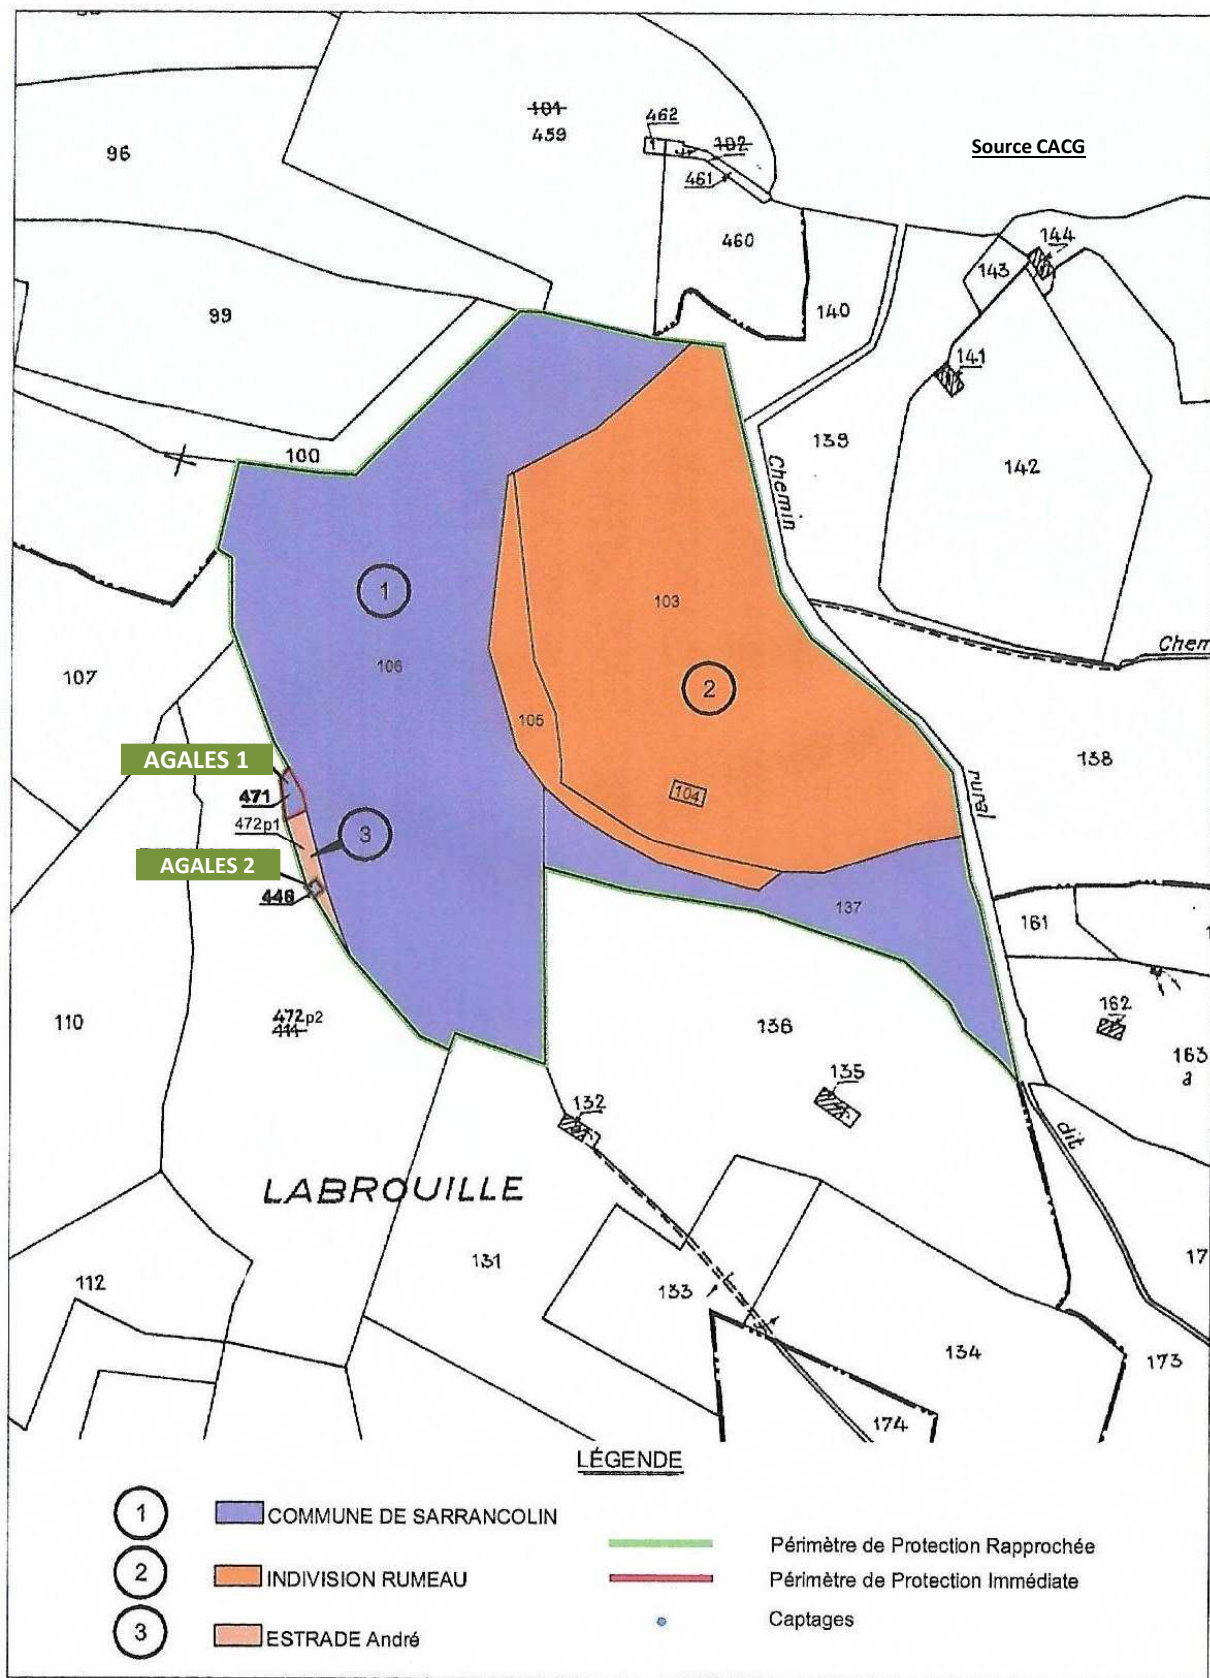 Source CACG
101
459
462
102
461
96
460
144
143
140
99
141
139
142
100
Chemin
1
103
Chem
107
106
2
105
138
AGALES 1
471
104
rural
472p1
3
AGALES 2
448
137
161
162
110
472p2
111
136
163
a
135
132
dit
LABROUILLE
131
17
112
133
134
173
174
LÉGENDE
1 COMMUNE DE SARRANCOLIN
2 INDIVISION RUMEAU
3 ESTRADE André
Périmètre de Protection Rapprochée
Périmètre de Protection Immédiate
Captages